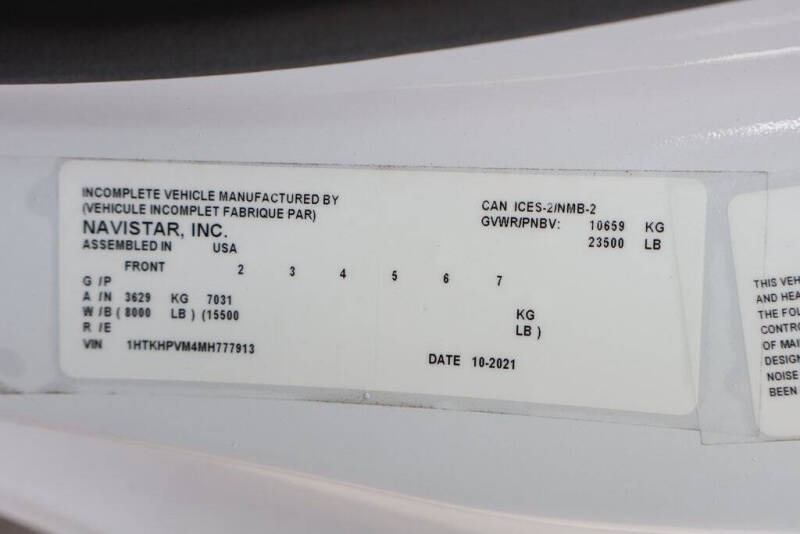 INCOMPLETE VEHICLE MANUFACTURED BY
(VEHICULE INCOMPLET FABRIQUE PAR)
NAVISTAR, INC.
ASSEMBLED IN USA
CAN ICES-2/NMB-2
GVWR/PNBV: 10659 KG
23500 LB
FRONT 2 3 4 5 6 7
G /P
A /N 3629 KG 7031 KG
W /B ( 8000 LB ) (15500 LB )
R /E
VIN 1HTKHPVM4MH777913
DATE 10-2021
THIS VEH
AND HEA
THE FOL
CONTRO
OF MAI
DESIGN
NOISE
BEEN